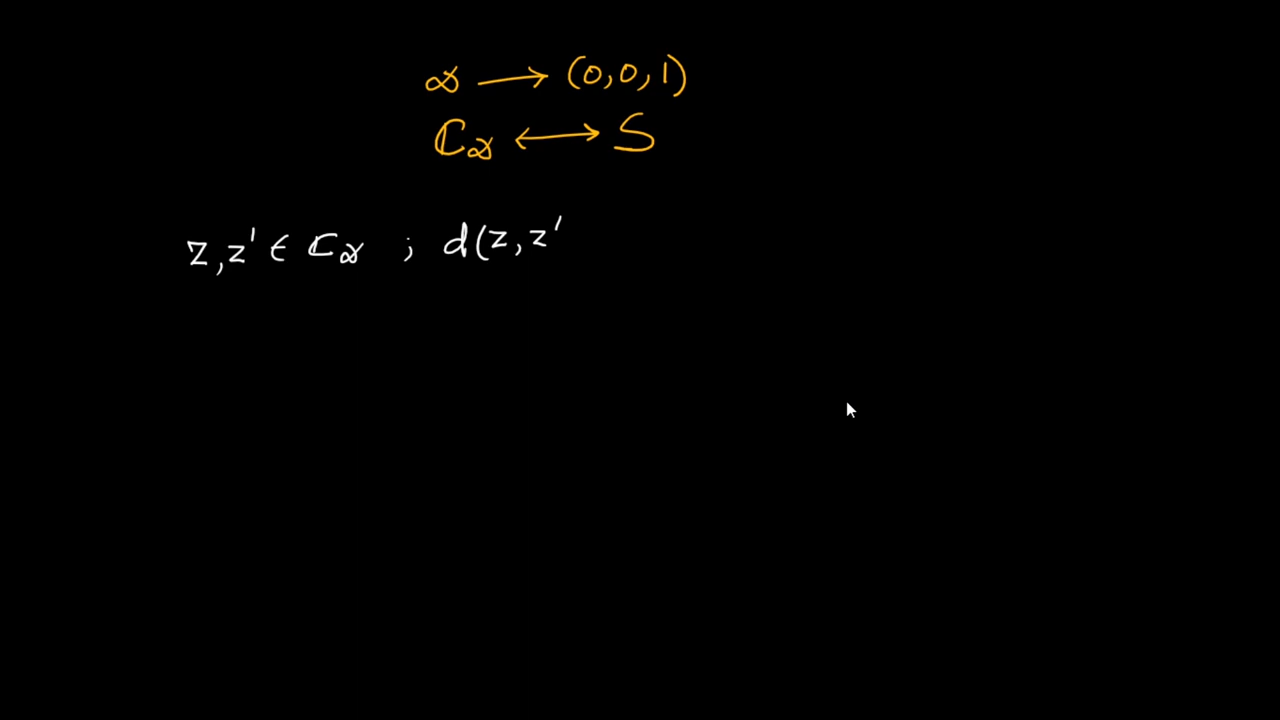 ∞ → (0,0,1)
ℂ∞ ↔ S
z,z' ∈ ℂ∞ ; d(z,z'